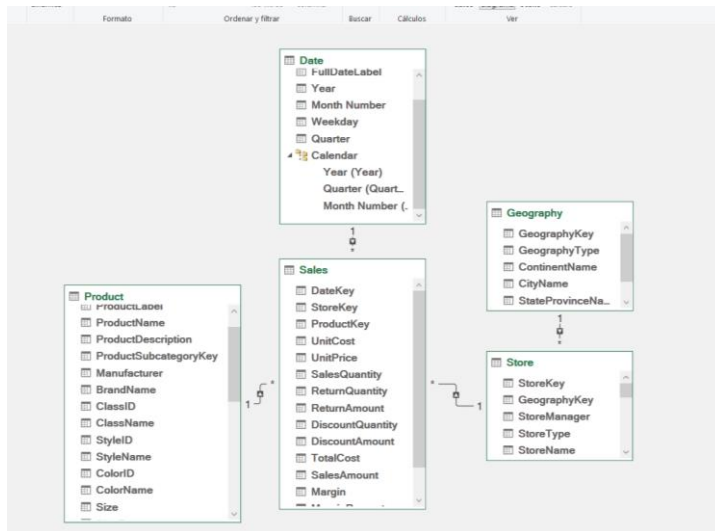 Formato
Ordenar y filtrar
Buscar
Cálculos
Ver
Date
FullDateLabel
Year
Month Number
Weekday
Quarter
Calendar
Year (Year)
Quarter (Quart...
Month Number (.
1
*
Geography
GeographyKey
GeographyType
ContinentName
CityName
StateProvinceNa...
1
*
Sales
DateKey
StoreKey
ProductKey
UnitCost
UnitPrice
SalesQuantity
ReturnQuantity
ReturnAmount
DiscountQuantity
DiscountAmount
TotalCost
SalesAmount
Margin
Product
ProductLabel
ProductName
ProductDescription
ProductSubcategoryKey
Manufacturer
BrandName
ClassID
ClassName
StyleID
StyleName
ColorID
ColorName
Size
1
*
*
1
Store
StoreKey
GeographyKey
StoreManager
StoreType
StoreName